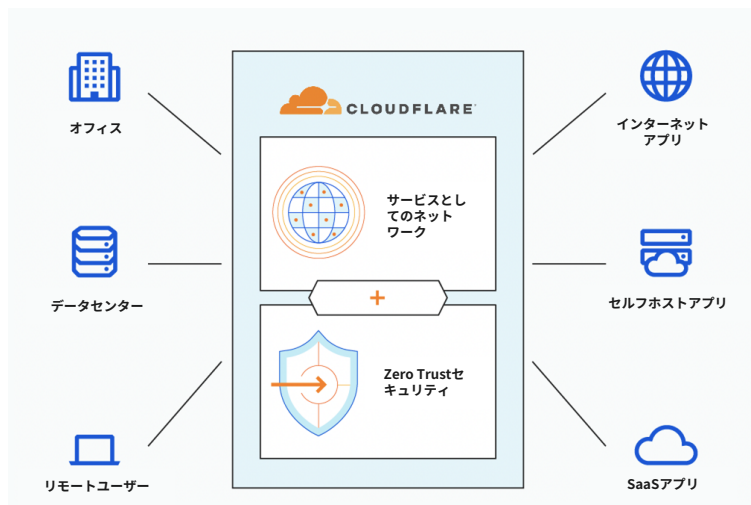 CLOUDFLARE
オフィス
データセンター
リモートユーザー
サービスとし
てのネット
ワーク
+
Zero Trustセ
キュリティ
インターネット
アプリ
セルフホストアプリ
SaaSアプリ